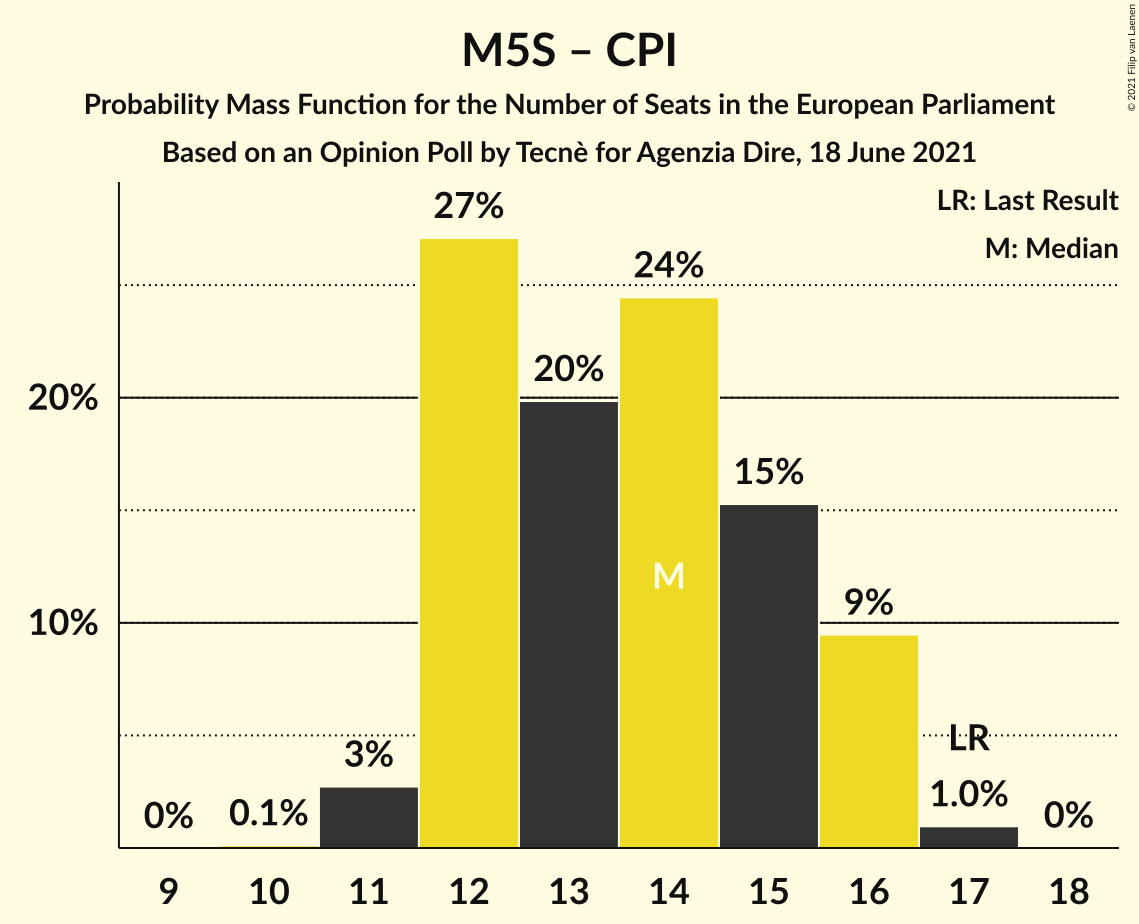 M5S – CPI
Probability Mass Function for the Number of Seats in the European Parliament
Based on an Opinion Poll by Tecnè for Agenzia Dire, 18 June 2021
© 2021 Filip van Laenen
LR: Last Result
M: Median
27%
24%
20%
20%
15%
M
9%
10%
LR
3%
1.0%
0%
0.1%
0%
9 10 11 12 13 14 15 16 17 18